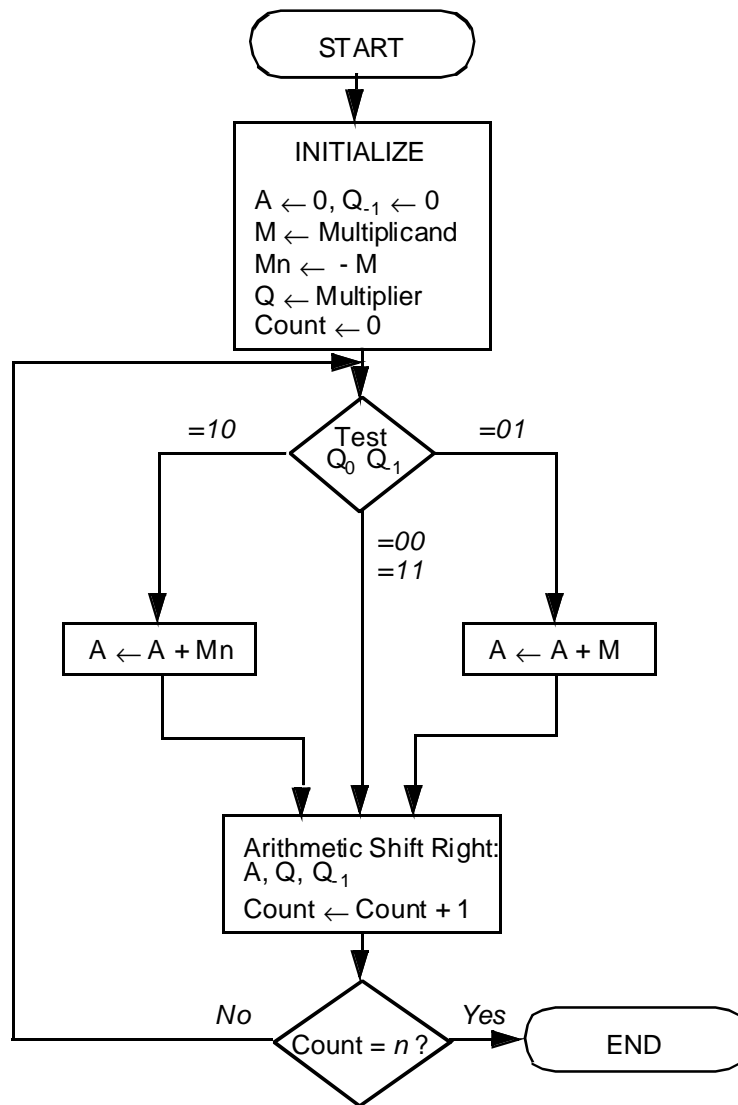 START
INITIALIZE
A ← 0, Q-1 ← 0
M ← Multiplicand
Mn ← - M
Q ← Multiplier
Count ← 0
=10
Test
Q0 Q-1
=01
=00
=11
A ← A + Mn
A ← A + M
Arithmetic Shift Right:
A, Q, Q-1
Count ← Count + 1
No
Count = n ?
Yes
END